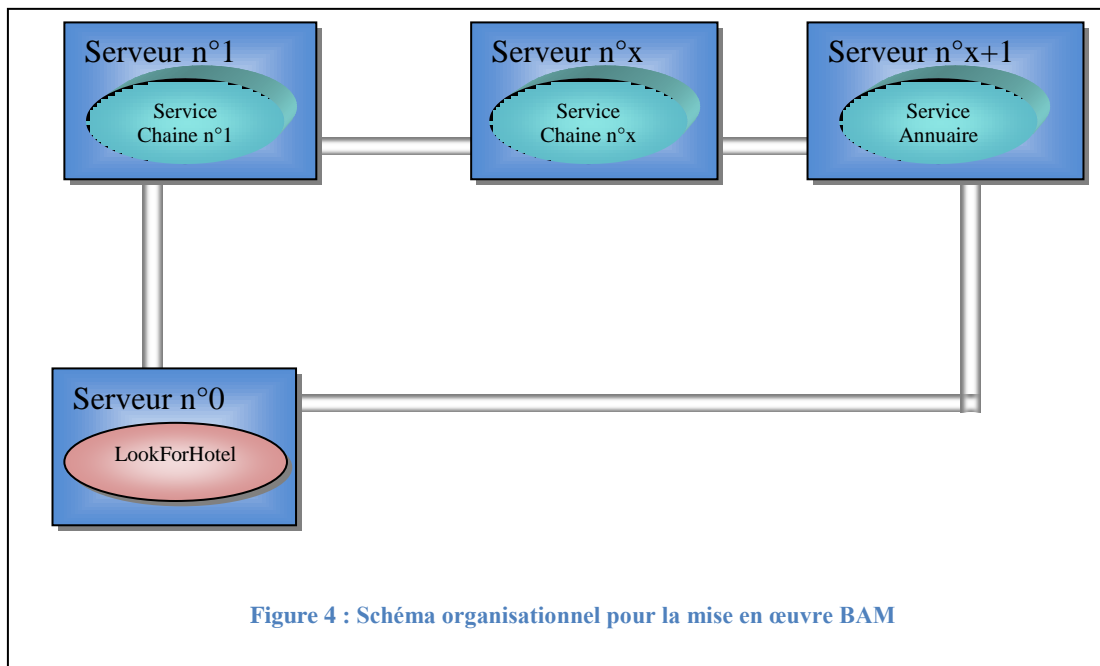 Serveur n°1
Service
Chaine n°1
Serveur n°x
Service
Chaine n°x
Serveur n°x+1
Service
Annuaire
Serveur n°0
LookForHotel
Figure 4 : Schéma organisationnel pour la mise en œuvre BAM